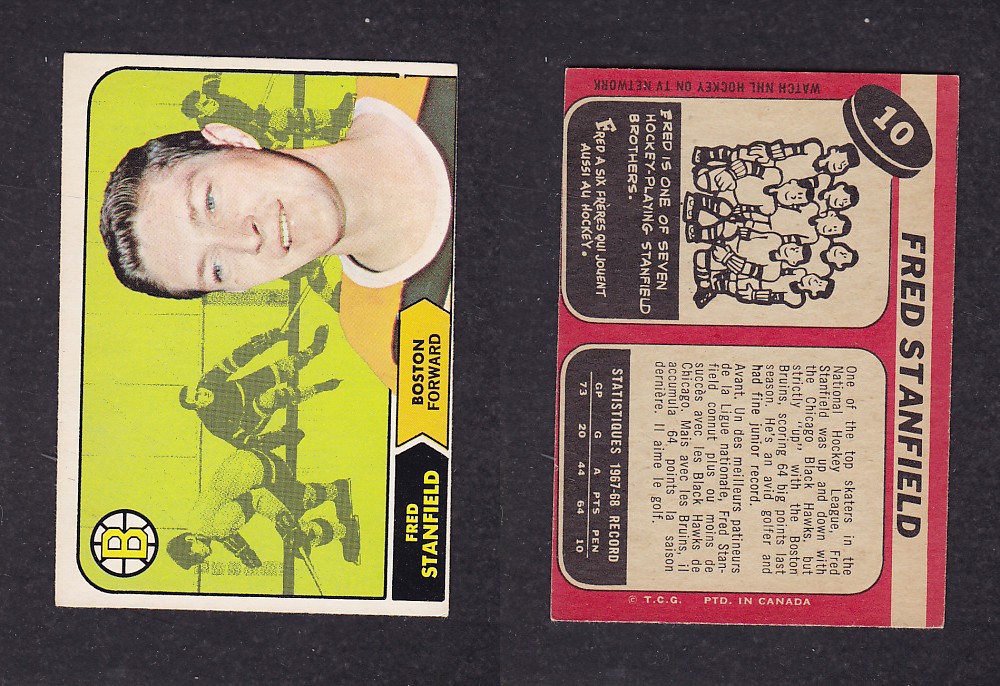 BOSTON
FORWARD
FRED
STANFIELD
B
10
FRED STANFIELD
WATCH NHL HOCKEY ON TV NETWORK
FRED IS ONE OF SEVEN
HOCKEY-PLAYING STANFIELD
BROTHERS.
FRED A SIX FRÈRES QUI JOUENT
AUSSI AU HOCKEY.
One of the top skaters in the
National Hockey League, Fred
Stanfield was up and down with
the Chicago Black Hawks, but
strictly "up" with the Boston
Bruins, scoring 64 big points last
season. He's an avid golfer and
had fine junior record.
Avant. Un des meilleurs patineurs
de la Ligue nationale, Fred Stan-
field connut plus ou moins de
succès avec les Black Hawks de
Chicago. Mais avec les Bruins, il
accumula 64 points la saison
dernière. Il aime le golf.
STATISTIQUES 1967-68 RECORD
GP G A PTS PEN
73 20 44 64 10
© T.C.G. PTD. IN CANADA